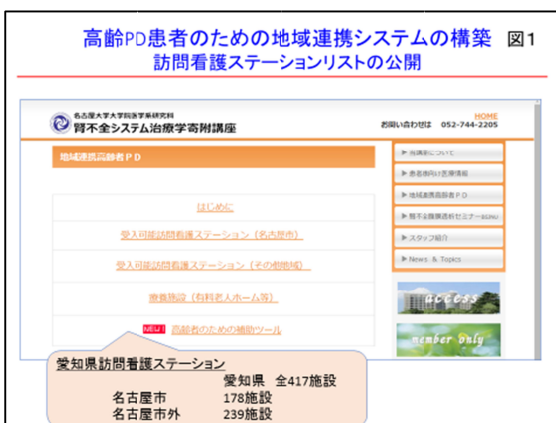 高齢PD患者のための地域連携システムの構築 図1
訪問看護ステーションリストの公開
名古屋大学大学院医学系研究科
腎不全システム治療学寄附講座
HOME
お問い合わせは 052-744-2205
地域連携高齢者PD
はじめに
受入可能訪問看護ステーション（名古屋市）
受入可能訪問看護ステーション（その他地域）
療養施設（有料老人ホーム等）
NEW! 高齢者のための補助ツール
▶ 当講座について
▶ 患者向け医療情報
▶ 地域連携高齢者PD
▶ スタッフ紹介
▶ News & Topics
access
member only
愛知県訪問看護ステーション
愛知県 全417施設
名古屋市 178施設
名古屋市外 239施設